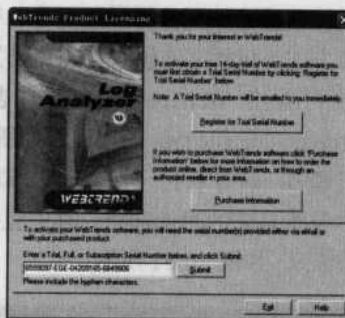 WebTrends Product Licensing
Thank you for your interest in WebTrends!
To activate your free 14-day trial of WebTrends software you
must first obtain a Trial Serial Number by clicking 'Register for
Trial Serial Number' below.
Note: A Trial Serial Number will be emailed to you immediately.
Register for Trial Serial Number
If you wish to purchase WebTrends software click 'Purchase
Information' below for more information on how to order the
product online, direct from WebTrends, or through an
authorized reseller in your area.
Purchase Information
Log
Analyzer
WEBTRENDS
To activate your WebTrends software, you will need the serial number(s) provided either via eMail or
with your purchased product.
Enter a Trial, Full, or Subscription Serial Number below, and click Submit:
Submit
Please include the hyphen characters.
Exit
Help